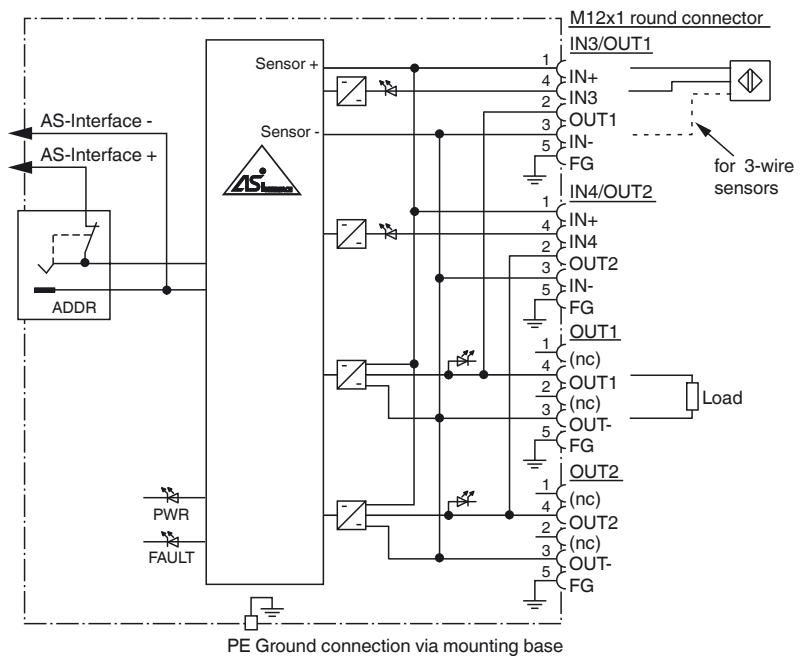 M12x1 round connector
IN3/OUT1
Sensor +
1
IN+
4
IN3
2
OUT1
AS-Interface -
Sensor -
3
IN-
AS-Interface +
5
FG
for 3-wire
sensors
ASi
IN4/OUT2
1
IN+
4
IN4
2
OUT2
3
IN-
5
FG
ADDR
OUT1
1
(nc)
4
OUT1
2
(nc)
Load
3
OUT-
5
FG
OUT2
1
(nc)
PWR
4
OUT2
2
(nc)
FAULT
3
OUT-
5
FG
PE Ground connection via mounting base